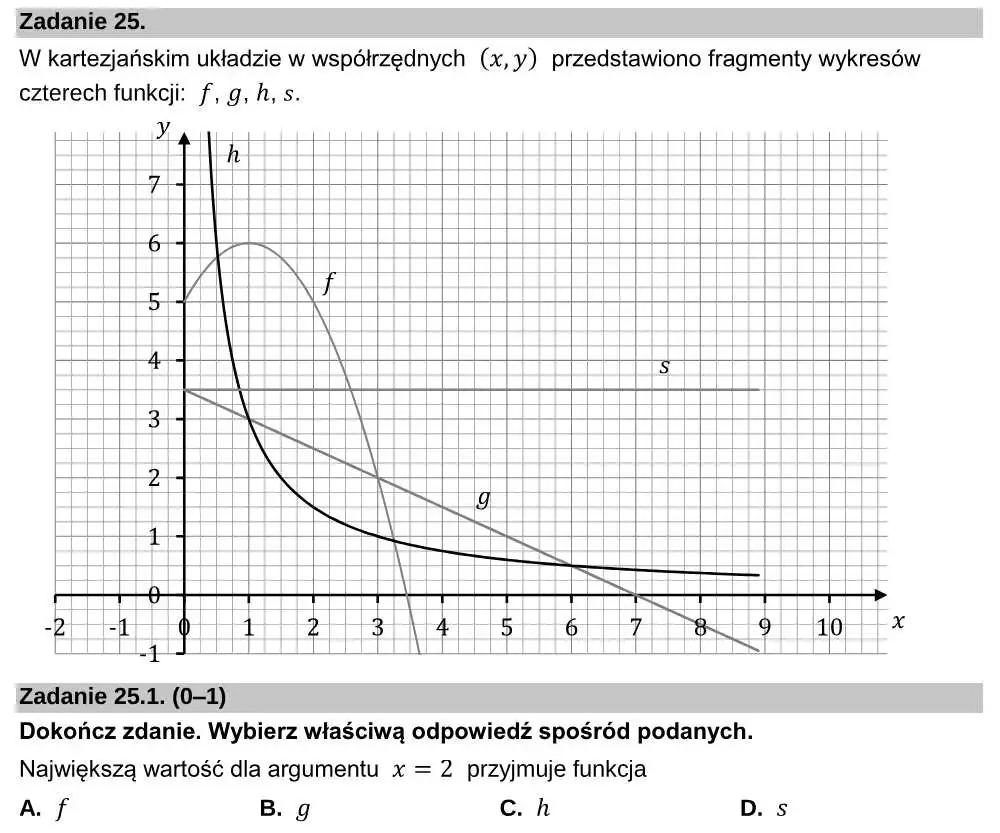 Zadanie 25.
W kartezjańskim układzie w współrzędnych (x, y) przedstawiono fragmenty wykresów
czterech funkcji: f, g, h, s.
y
h
7
6
f
5
4
s
3
2
g
1
0
-2 -1 0 1 2 3 4 5 6 7 8 9 10 x
-1
Zadanie 25.1. (0–1)
Dokończ zdanie. Wybierz właściwą odpowiedź spośród podanych.
Największą wartość dla argumentu x = 2 przyjmuje funkcja
A. f B. g C. h D. s